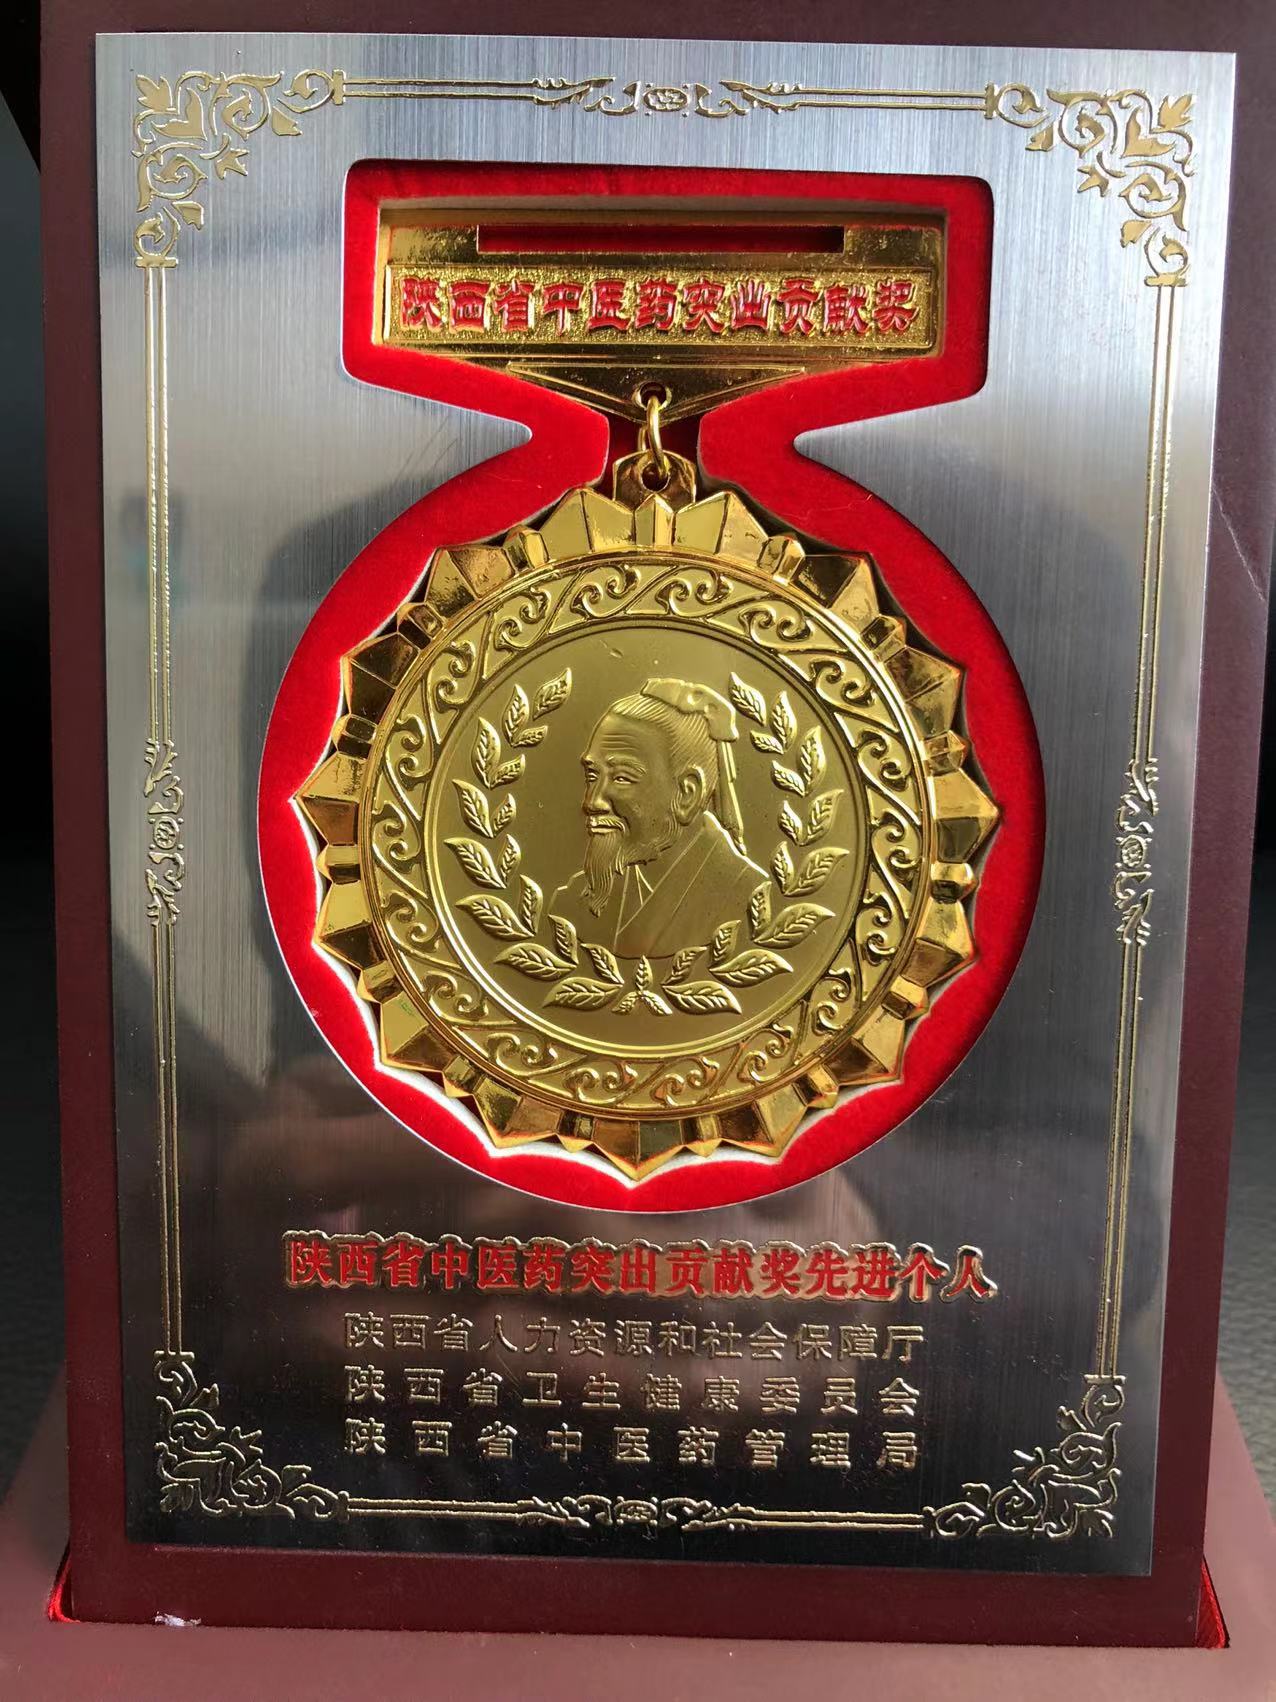 陕西省中医药突出贡献奖
陕西省中医药突出贡献奖先进个人
陕西省人力资源和社会保障厅
陕西省卫生健康委员会
陕西省中医药管理局